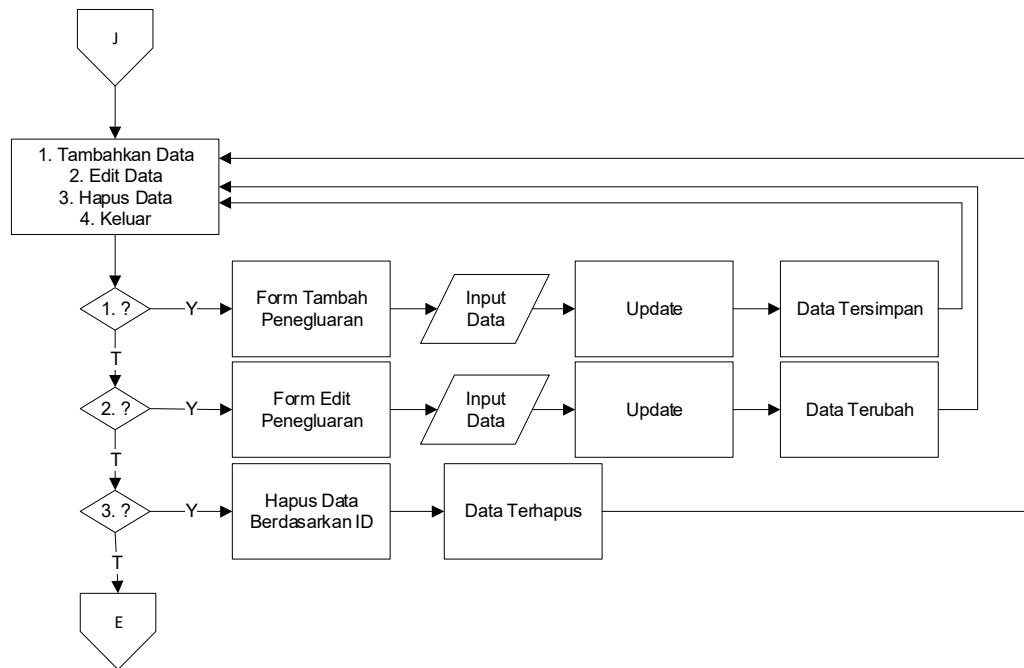 J
1. Tambahkan Data
2. Edit Data
3. Hapus Data
4. Keluar
1. ?
Y
Form Tambah
Penegluaran
Input
Data
Update
Data Tersimpan
T
2. ?
Y
Form Edit
Penegluaran
Input
Data
Update
Data Terubah
T
3. ?
Y
Hapus Data
Berdasarkan ID
Data Terhapus
T
E